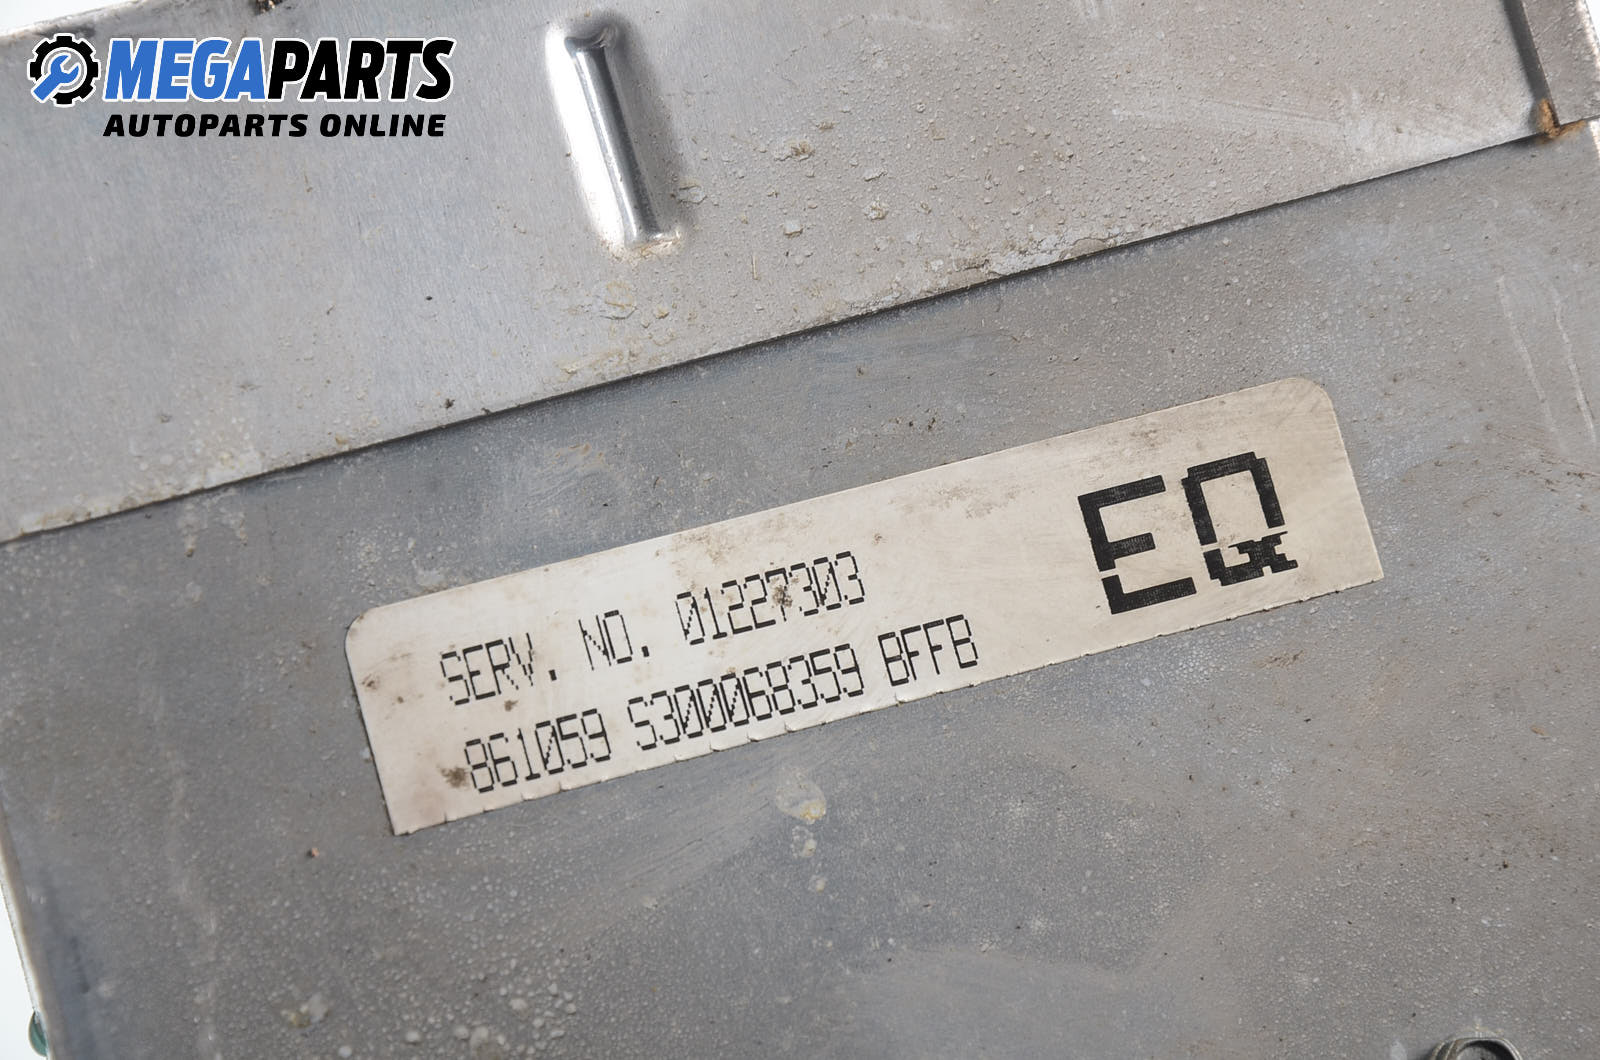 MEGAPARTS
AUTOPARTS ONLINE
EQ
SERV. NO. 01227303
861059 S300068359 BFFB